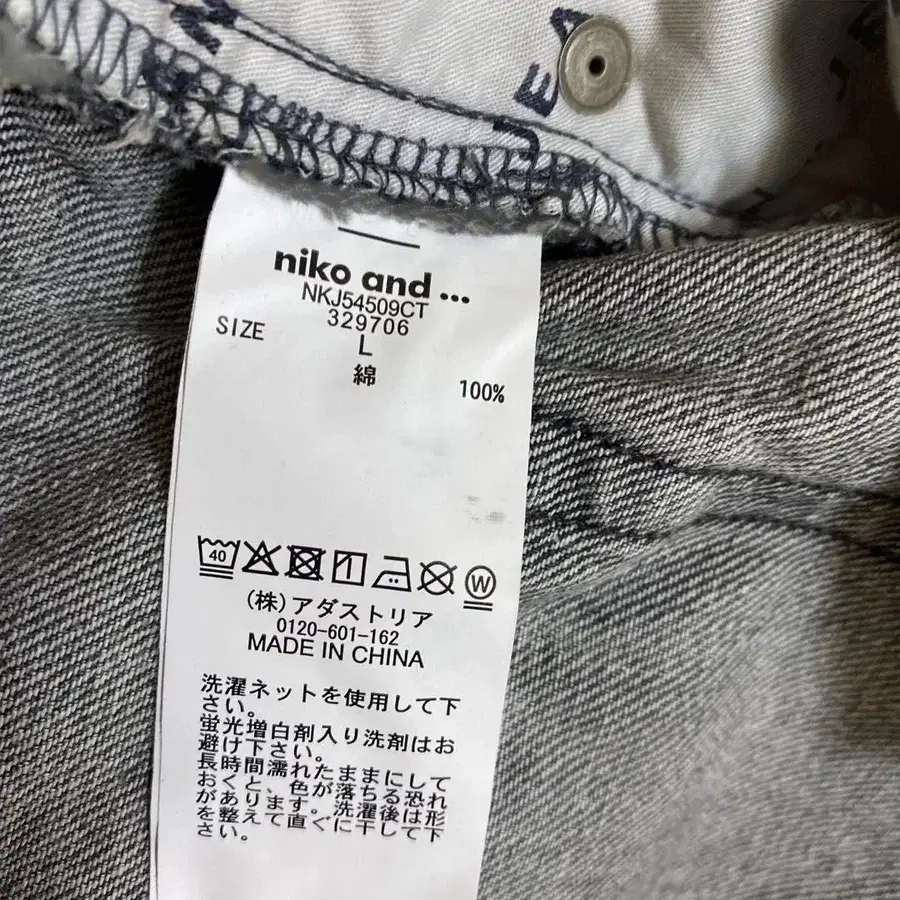 JEA
niko and ...
NKJ54509CT
329706
SIZE L
綿 100%
40
W
(株)アダストリア
0120-601-162
MADE IN CHINA
洗濯ネットを使用して下
さい。
蛍光増白剤入り洗剤はお
避け下さい。
長時間濡れたままにして
おくと、色が落ちる恐れ
があります。洗濯後は形
を整えて直ぐに干して下
さい。